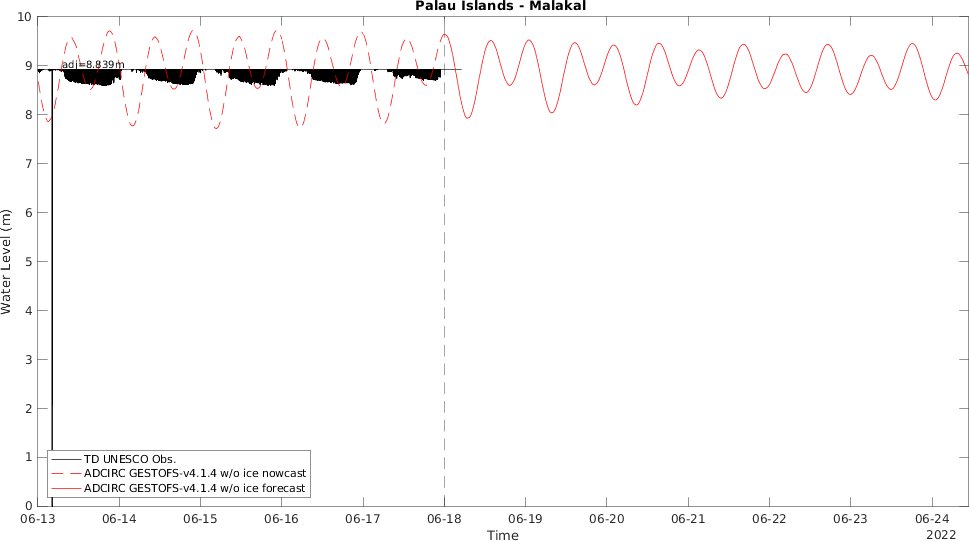 Palau Islands - Malakal
10
9
8
7
6
5
4
3
2
1
0
Water Level (m)
adj=8.839m
TD UNESCO Obs.
ADCIRC GESTOFS-v4.1.4 w/o ice nowcast
ADCIRC GESTOFS-v4.1.4 w/o ice forecast
06-13 06-14 06-15 06-16 06-17 06-18 06-19 06-20 06-21 06-22 06-23 06-24
Time
2022